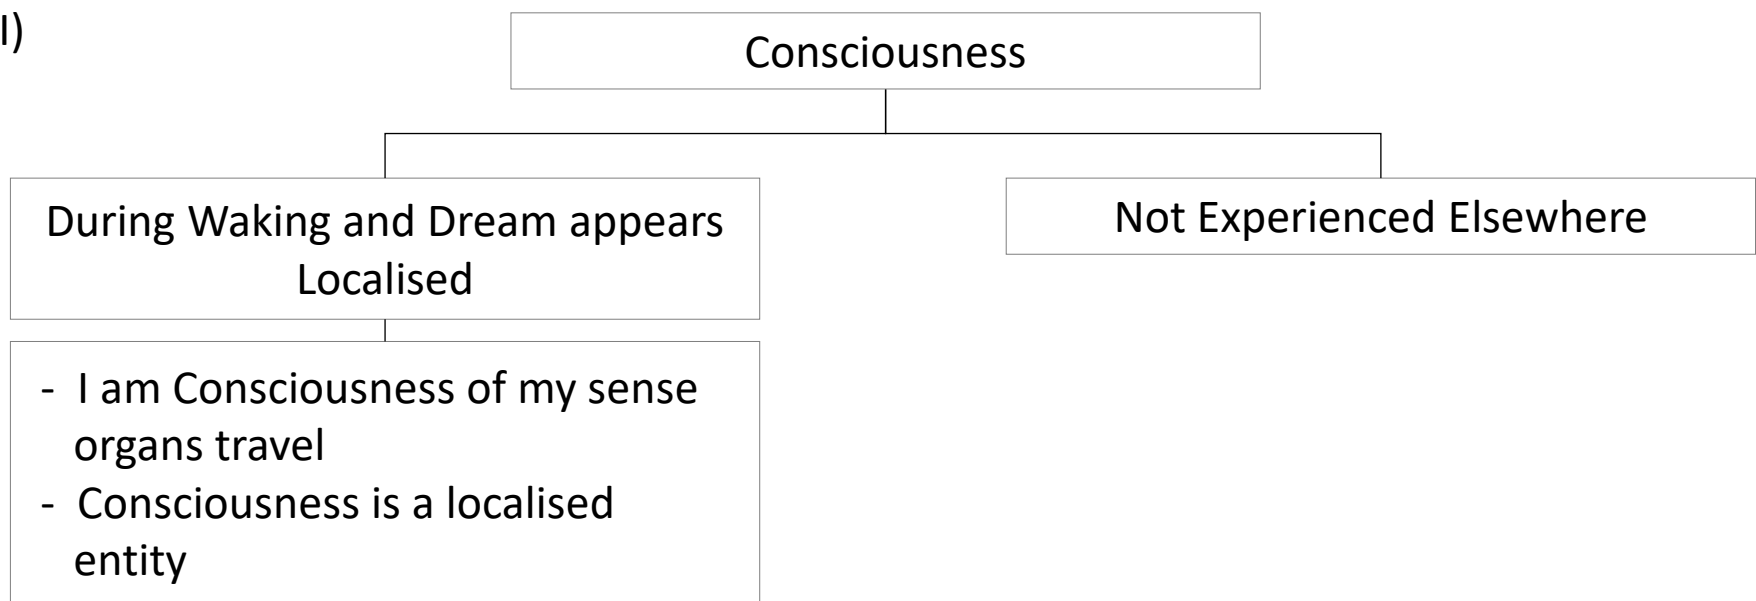 I)
Consciousness
During Waking and Dream appears
Localised
Not Experienced Elsewhere
- I am Consciousness of my sense
organs travel
- Consciousness is a localised
entity